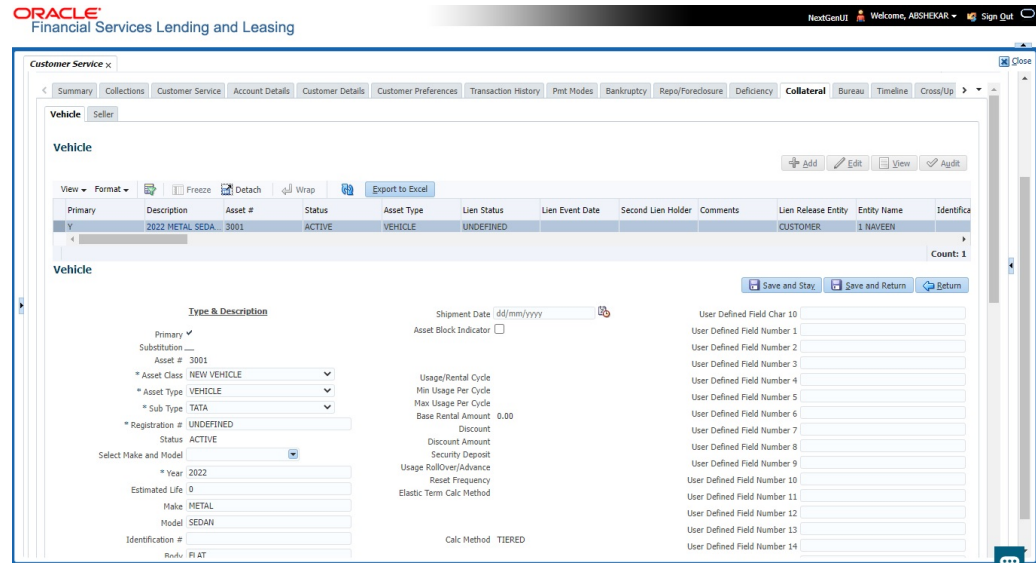 ORACLE
Financial Services Lending and Leasing
NextGenUI Welcome, ABSHEKAR Sign Out
Customer Service x
Close
Summary Collections Customer Service Account Details Customer Details Customer Preferences Transaction History Pmt Modes Bankruptcy Repo/Foreclosure Deficiency Collateral Bureau Timeline Cross/Up
Vehicle Seller
Vehicle
Add Edit View Audit
View Format Freeze Detach Wrap Export to Excel
Primary Description Asset # Status Asset Type Lien Status Lien Event Date Second Lien Holder Comments Lien Release Entity Entity Name Identifica
Y 2022 METAL SEDA... 3001 ACTIVE VEHICLE UNDEFINED CUSTOMER 1 NAVEEN
Count: 1
Vehicle
Save and Stay Save and Return Return
Type & Description
Primary
Substitution
Asset # 3001
* Asset Class NEW VEHICLE
* Asset Type VEHICLE
* Sub Type TATA
* Registration # UNDEFINED
Status ACTIVE
Select Make and Model
* Year 2022
Estimated Life 0
Make METAL
Model SEDAN
Identification #
Body FLAT
Shipment Date dd/mm/yyyy
Asset Block Indicator
Usage/Rental Cycle
Min Usage Per Cycle
Max Usage Per Cycle
Base Rental Amount 0.00
Discount
Discount Amount
Security Deposit
Usage RollOver/Advance
Reset Frequency
Elastic Term Calc Method
Calc Method TIERED
User Defined Field Char 10
User Defined Field Number 1
User Defined Field Number 2
User Defined Field Number 3
User Defined Field Number 4
User Defined Field Number 5
User Defined Field Number 6
User Defined Field Number 7
User Defined Field Number 8
User Defined Field Number 9
User Defined Field Number 10
User Defined Field Number 11
User Defined Field Number 12
User Defined Field Number 13
User Defined Field Number 14